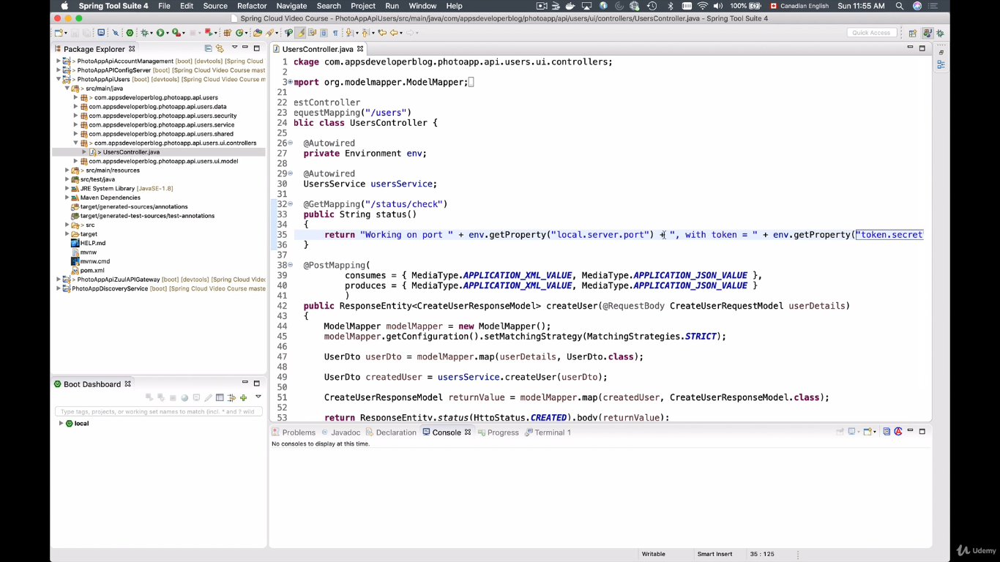 Spring Tool Suite 4 File Edit Source Refactor Navigate Search Project Run Window Help 100% Canadian English Sun 11:55 AM
Spring Cloud Video Course - PhotoAppApiUsers/src/main/java/com/appsdeveloperblog/photoapp/api/users/ui/controllers/UsersController.java - Spring Tool Suite 4
Quick Access
Package Explorer
PhotoAppApiAccountManagement [boot] [devtools] [Spring Cloud
PhotoAppAPIConfigServer [boot] [Spring Cloud Video Course mast
PhotoAppApiUsers [boot] [devtools] [Spring Cloud Video Course m
src/main/java
> com.appsdeveloperblog.photoapp.api.users
com.appsdeveloperblog.photoapp.api.users.data
com.appsdeveloperblog.photoapp.api.users.security
com.appsdeveloperblog.photoapp.api.users.service
com.appsdeveloperblog.photoapp.api.users.shared
> com.appsdeveloperblog.photoapp.api.users.ui.controllers
> UsersController.java
com.appsdeveloperblog.photoapp.api.users.ui.model
> src/main/resources
src/test/java
JRE System Library [JavaSE-1.8]
Maven Dependencies
target/generated-sources/annotations
target/generated-test-sources/test-annotations
> src
target
HELP.md
mvnw
mvnw.cmd
pom.xml
PhotoAppApiZuulAPIGateway [boot] [devtools] [Spring Cloud Vide
PhotoAppDiscoveryService [boot] [Spring Cloud Video Course mas
Boot Dashboard
Type tags, projects, or working set names to match (incl. * and ? wild
local
UsersController.java
1 ckage com.appsdeveloperblog.photoapp.api.users.ui.controllers;
2
3 mport org.modelmapper.ModelMapper;
21
22 estController
23 equestMapping("/users")
24 blic class UsersController {
25
26 @Autowired
27 private Environment env;
28
29 @Autowired
30 UsersService usersService;
31
32 @GetMapping("/status/check")
33 public String status()
34 {
35 return "Working on port " + env.getProperty("local.server.port") + ", with token = " + env.getProperty("token.secret
36 }
37
38 @PostMapping(
39 consumes = { MediaType.APPLICATION_XML_VALUE, MediaType.APPLICATION_JSON_VALUE },
40 produces = { MediaType.APPLICATION_XML_VALUE, MediaType.APPLICATION_JSON_VALUE }
41 )
42 public ResponseEntity<CreateUserResponseModel> createUser(@RequestBody CreateUserRequestModel userDetails)
43 {
44 ModelMapper modelMapper = new ModelMapper();
45 modelMapper.getConfiguration().setMatchingStrategy(MatchingStrategies.STRICT);
46
47 UserDto userDto = modelMapper.map(userDetails, UserDto.class);
48
49 UserDto createdUser = usersService.createUser(userDto);
50
51 CreateUserResponseModel returnValue = modelMapper.map(createdUser, CreateUserResponseModel.class);
52
53 return ResponseEntity.status(HttpStatus.CREATED).body(returnValue);
Problems Javadoc Declaration Console Progress Terminal 1
No consoles to display at this time.
Writable Smart Insert 35 : 125
Udemy